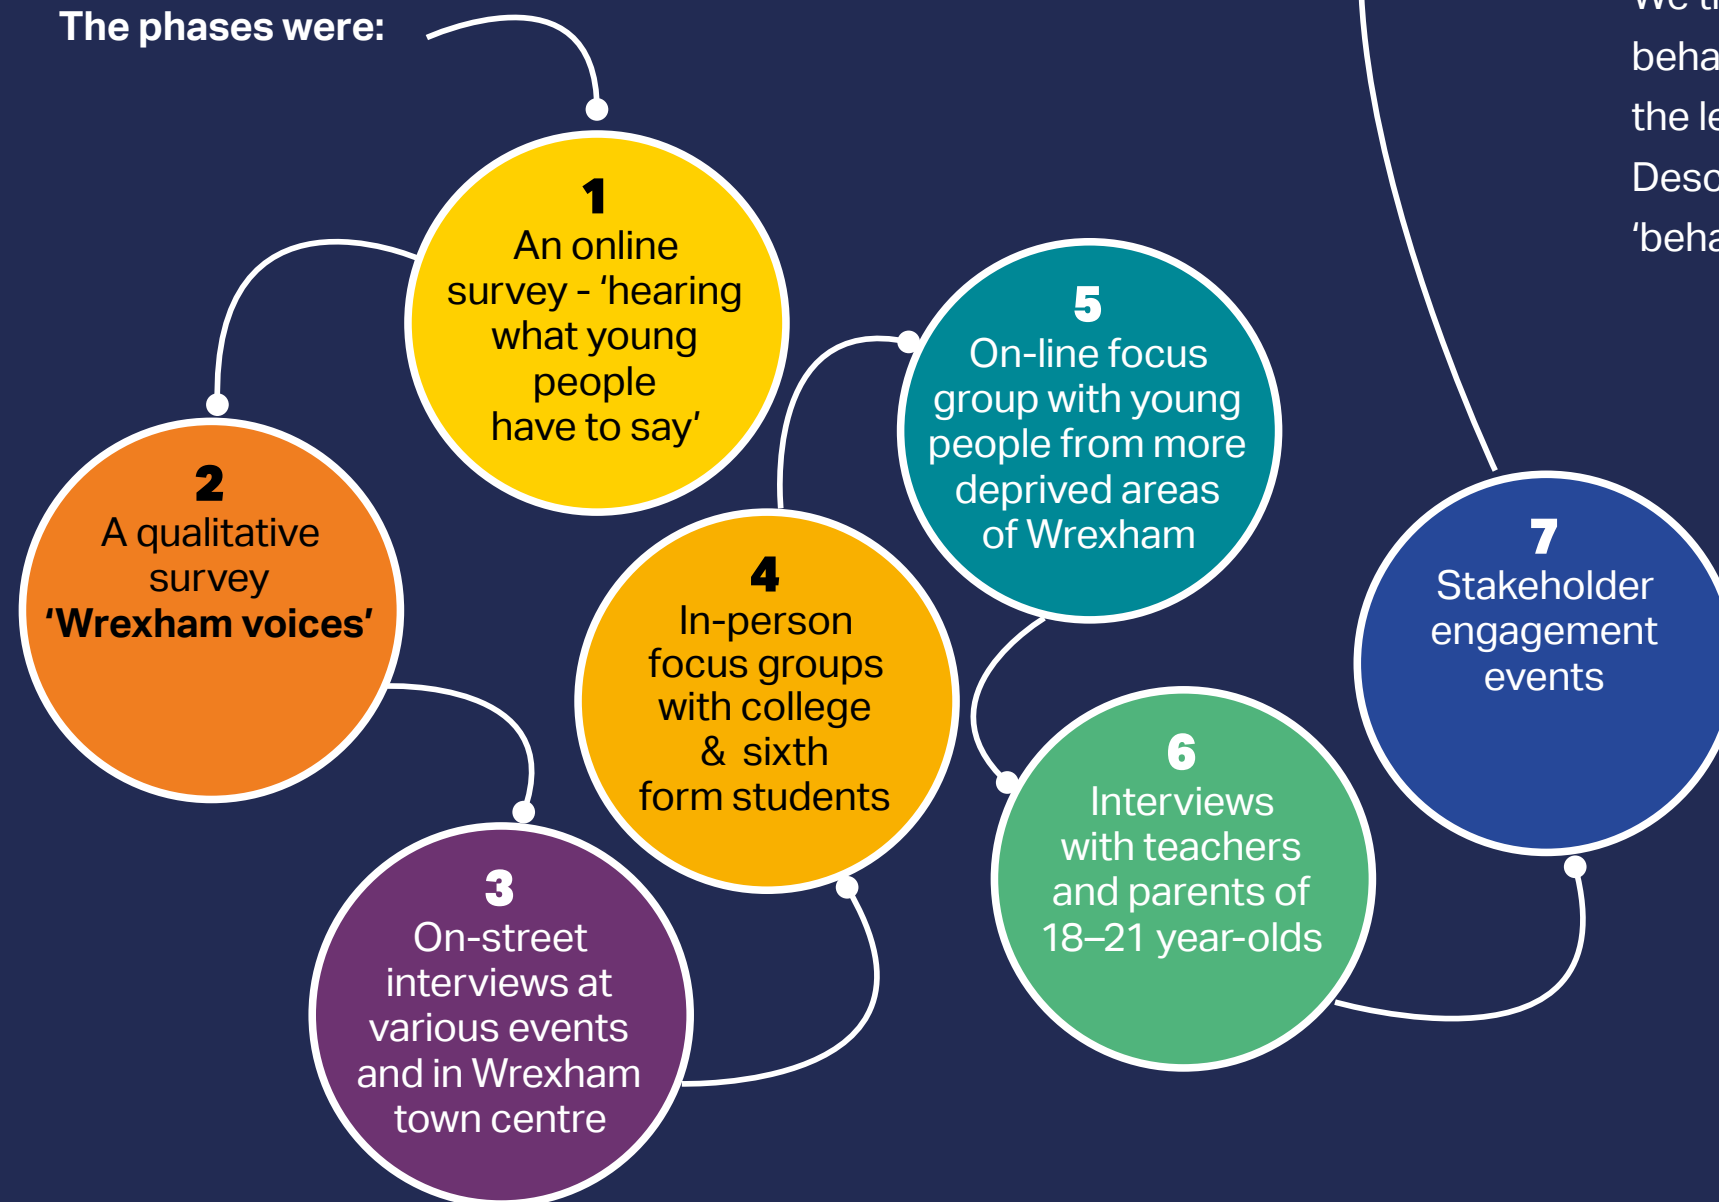 The phases were:
1
An online
survey - ‘hearing
what young
people
have to say’
2
A qualitative
survey
‘Wrexham voices’
3
On-street
interviews at
various events
and in Wrexham
town centre
4
In-person
focus groups
with college
& sixth
form students
5
On-line focus
group with young
people from more
deprived areas
of Wrexham
6
Interviews
with teachers
and parents of
18–21 year-olds
7
Stakeholder
engagement
events
We
the